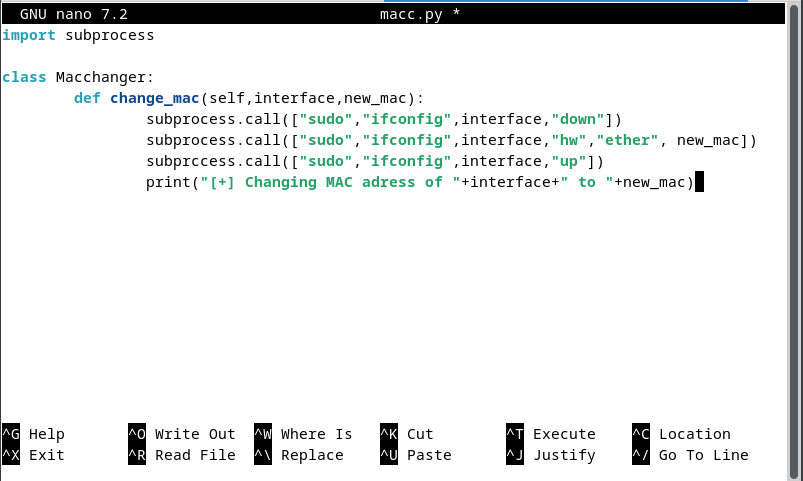 GNU nano 7.2 macc.py *
import subprocess
class Macchanger:
def change_mac(self,interface,new_mac):
subprocess.call(["sudo","ifconfig",interface,"down"])
subprocess.call(["sudo","ifconfig",interface,"hw","ether", new_mac])
subprccess.call(["sudo","ifconfig",interface,"up"])
print("[+] Changing MAC adress of "+interface+" to "+new_mac)
^G Help ^O Write Out ^W Where Is ^K Cut ^T Execute ^C Location
^X Exit ^R Read File ^\ Replace ^U Paste ^J Justify ^/ Go To Line